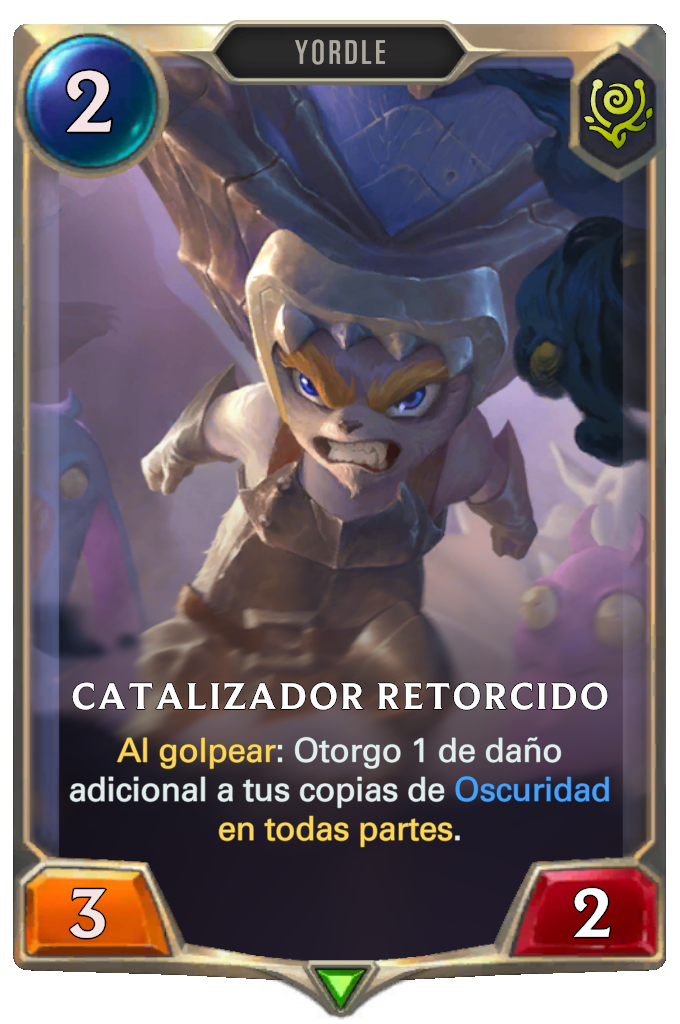 2
YORDLE
CATALIZADOR RETORCIDO
Al golpear: Otorgo 1 de daño
adicional a tus copias de Oscuridad
en todas partes.
3
2